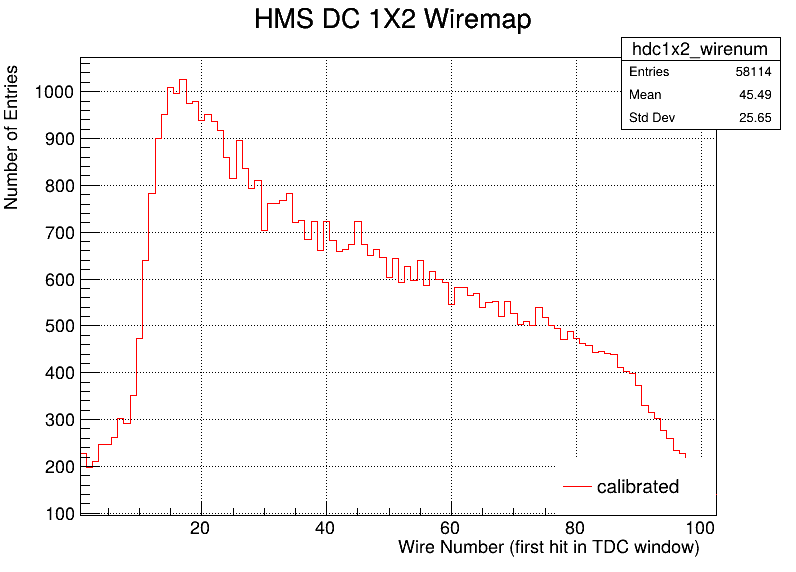 HMS DC 1X2 Wiremap
hdc1x2_wirenum
Entries 58114
Mean 45.49
Std Dev 25.65
Number of Entries
1000
900
800
700
600
500
400
300
200
100
calibrated
20 40 60 80 100
Wire Number (first hit in TDC window)